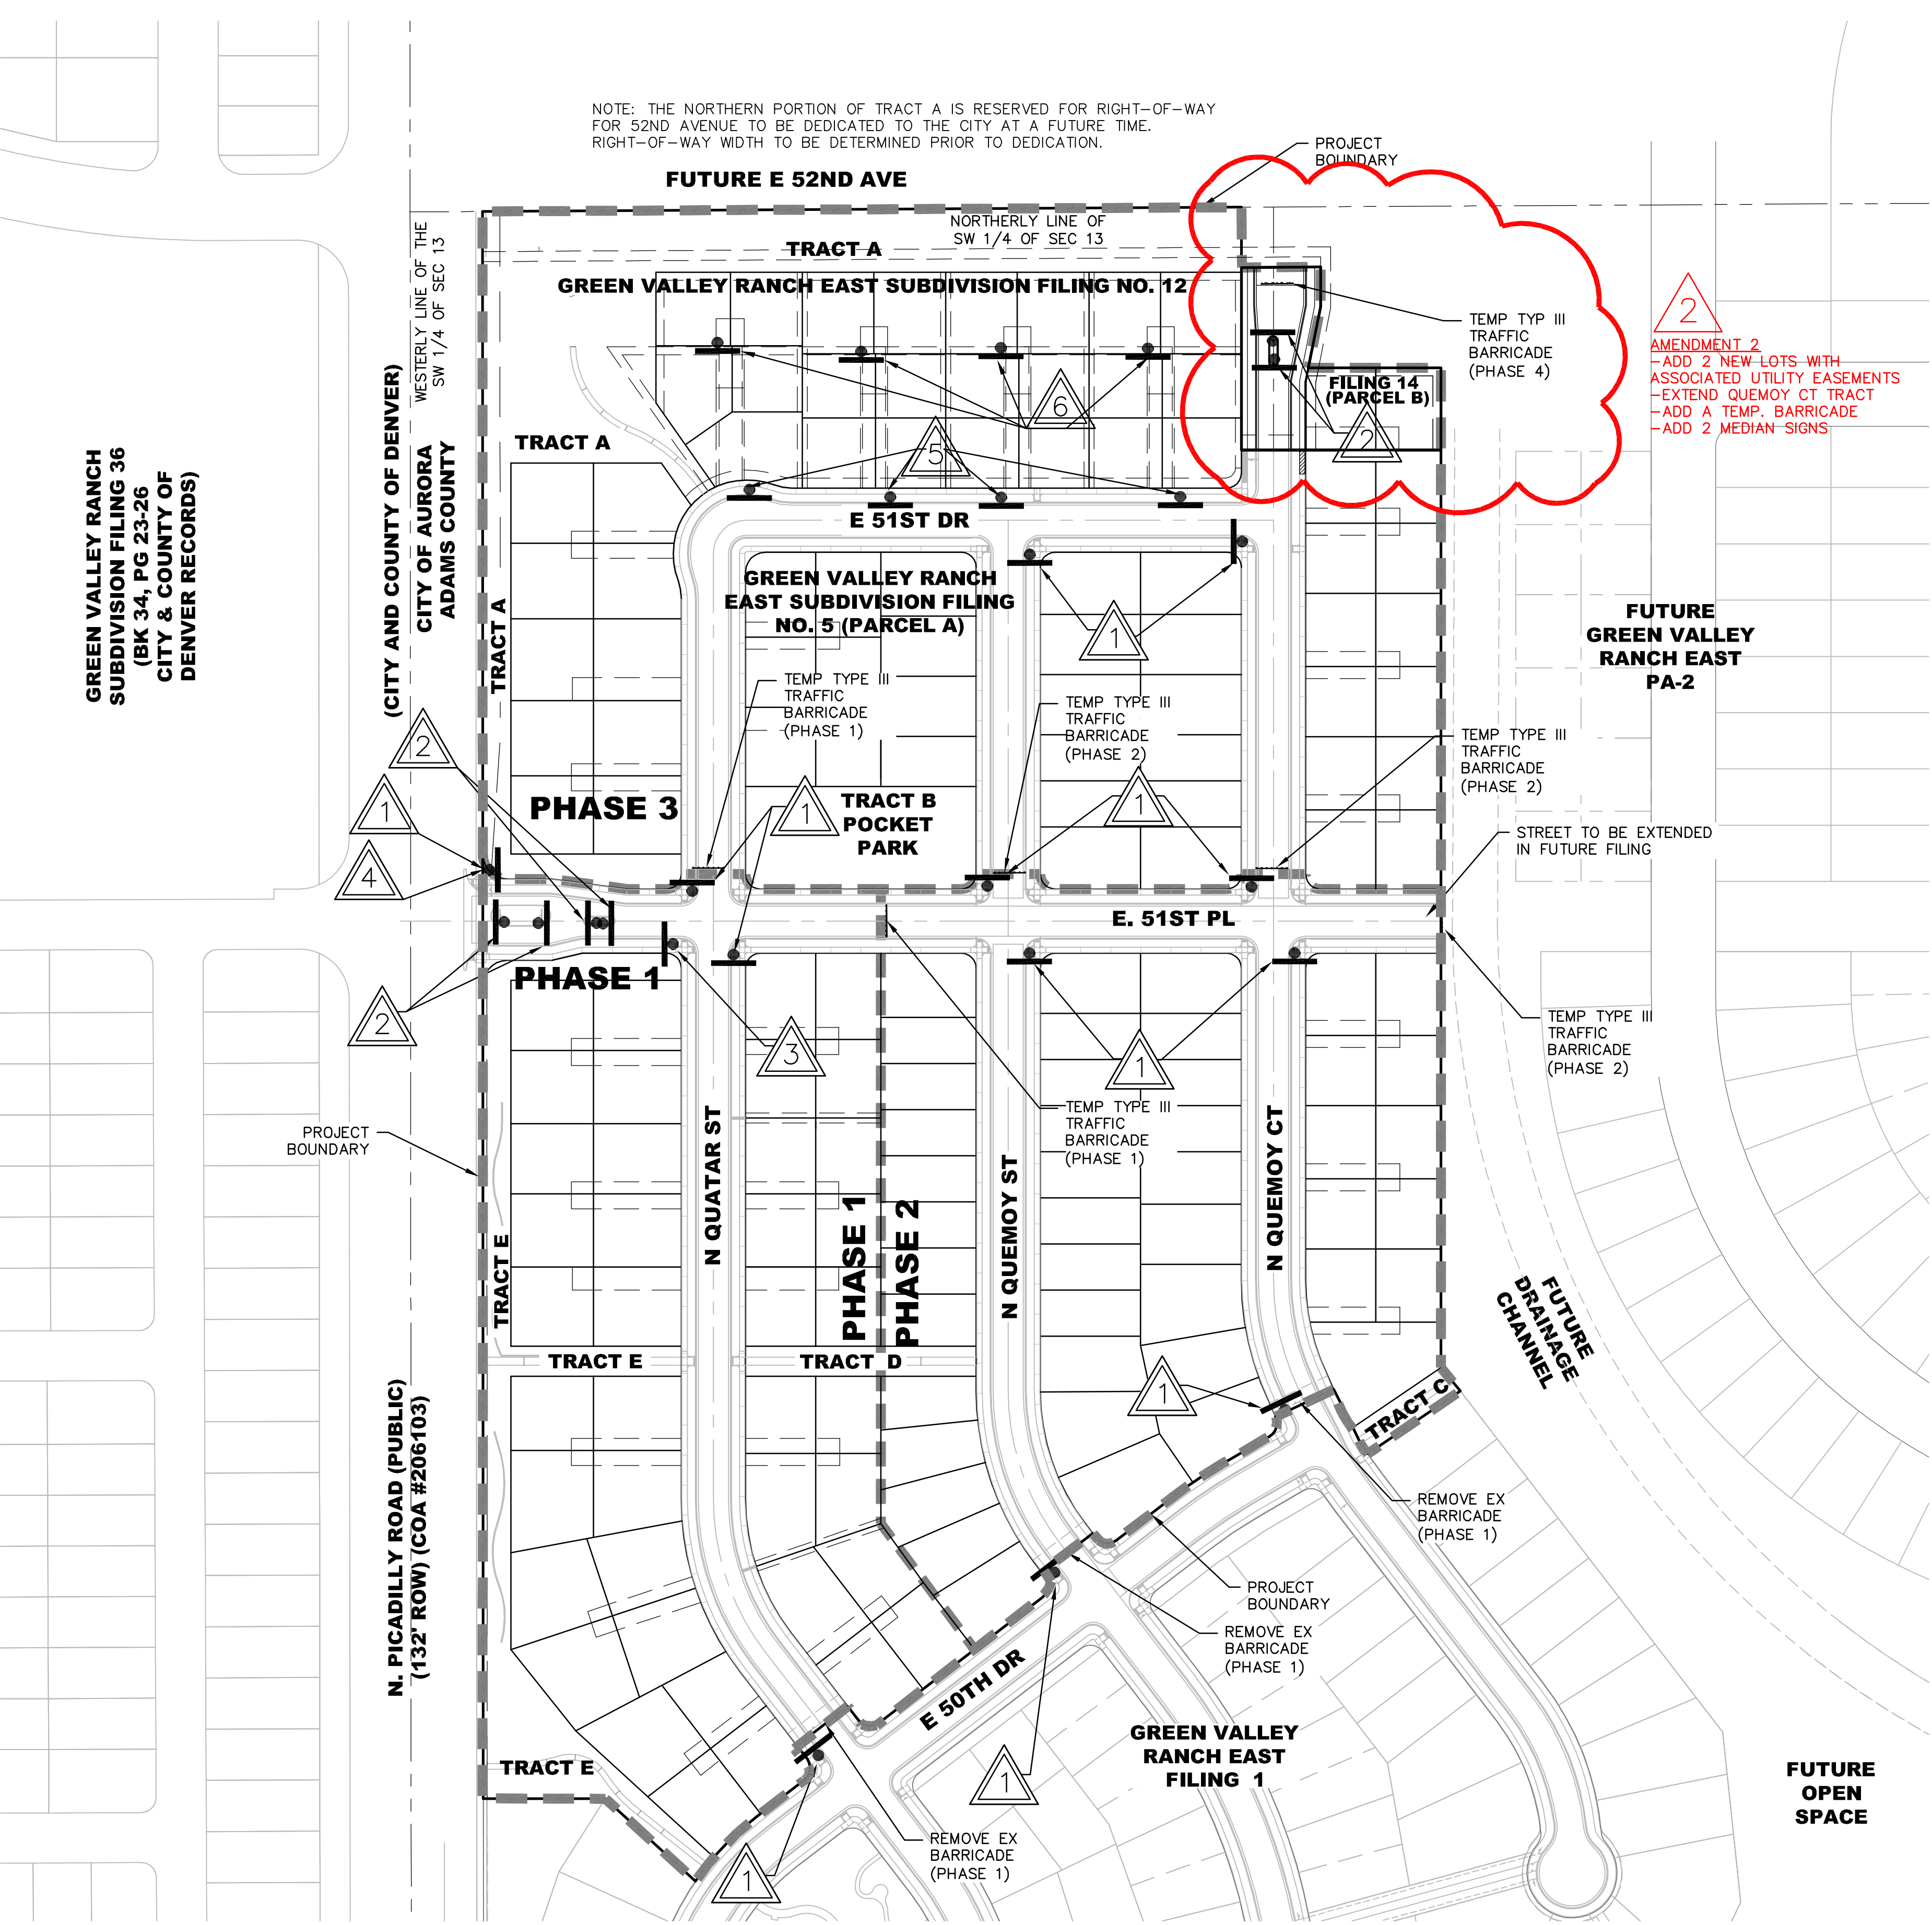 NOTE: THE NORTHERN PORTION OF TRACT A IS RESERVED FOR RIGHT-OF-WAY
FOR 52ND AVENUE TO BE DEDICATED TO THE CITY AT A FUTURE TIME.
RIGHT-OF-WAY WIDTH TO BE DETERMINED PRIOR TO DEDICATION.
PROJECT
BOUNDARY
FUTURE E 52ND AVE
NORTHERLY LINE OF
SW 1/4 OF SEC 13
TRACT A
GREEN VALLEY RANCH EAST SUBDIVISION FILING NO. 12
WESTERLY LINE OF THE
SW 1/4 OF SEC 13
TEMP TYP III
TRAFFIC
BARRICADE
(PHASE 4)
2
AMENDMENT 2
-ADD 2 NEW LOTS WITH
ASSOCIATED UTILITY EASEMENTS
-EXTEND QUEMOY CT TRACT
-ADD A TEMP. BARRICADE
-ADD 2 MEDIAN SIGNS
FILING 14
(PARCEL B)
2
6
5
TRACT A
GREEN VALLEY RANCH
SUBDIVISION FILING 36
(BK 34, PG 23-26
CITY & COUNTY OF
DENVER RECORDS)
(CITY AND COUNTY OF DENVER)
CITY OF AURORA
ADAMS COUNTY
TRACT A
E 51ST DR
GREEN VALLEY RANCH
EAST SUBDIVISION FILING
NO. 5 (PARCEL A)
1
FUTURE
GREEN VALLEY
RANCH EAST
PA-2
TEMP TYPE III
TRAFFIC
BARRICADE
(PHASE 1)
TEMP TYPE III
TRAFFIC
BARRICADE
(PHASE 2)
TEMP TYPE III
TRAFFIC
BARRICADE
(PHASE 2)
2
1
4
PHASE 3
1
TRACT B
POCKET
PARK
1
STREET TO BE EXTENDED
IN FUTURE FILING
E. 51ST PL
PHASE 1
2
3
1
TEMP TYPE III
TRAFFIC
BARRICADE
(PHASE 2)
TEMP TYPE III
TRAFFIC
BARRICADE
(PHASE 1)
PROJECT
BOUNDARY
N QUATAR ST
PHASE 1
PHASE 2
N QUEMOY ST
N QUEMOY CT
TRACT E
FUTURE
DRAINAGE
CHANNEL
TRACT E
TRACT D
1
TRACT C
N. PICADILLY ROAD (PUBLIC)
(132' ROW) (COA #206103)
REMOVE EX
BARRICADE
(PHASE 1)
PROJECT
BOUNDARY
REMOVE EX
BARRICADE
(PHASE 1)
E 50TH DR
GREEN VALLEY
RANCH EAST
FILING 1
TRACT E
1
FUTURE
OPEN
SPACE
REMOVE EX
BARRICADE
(PHASE 1)
1